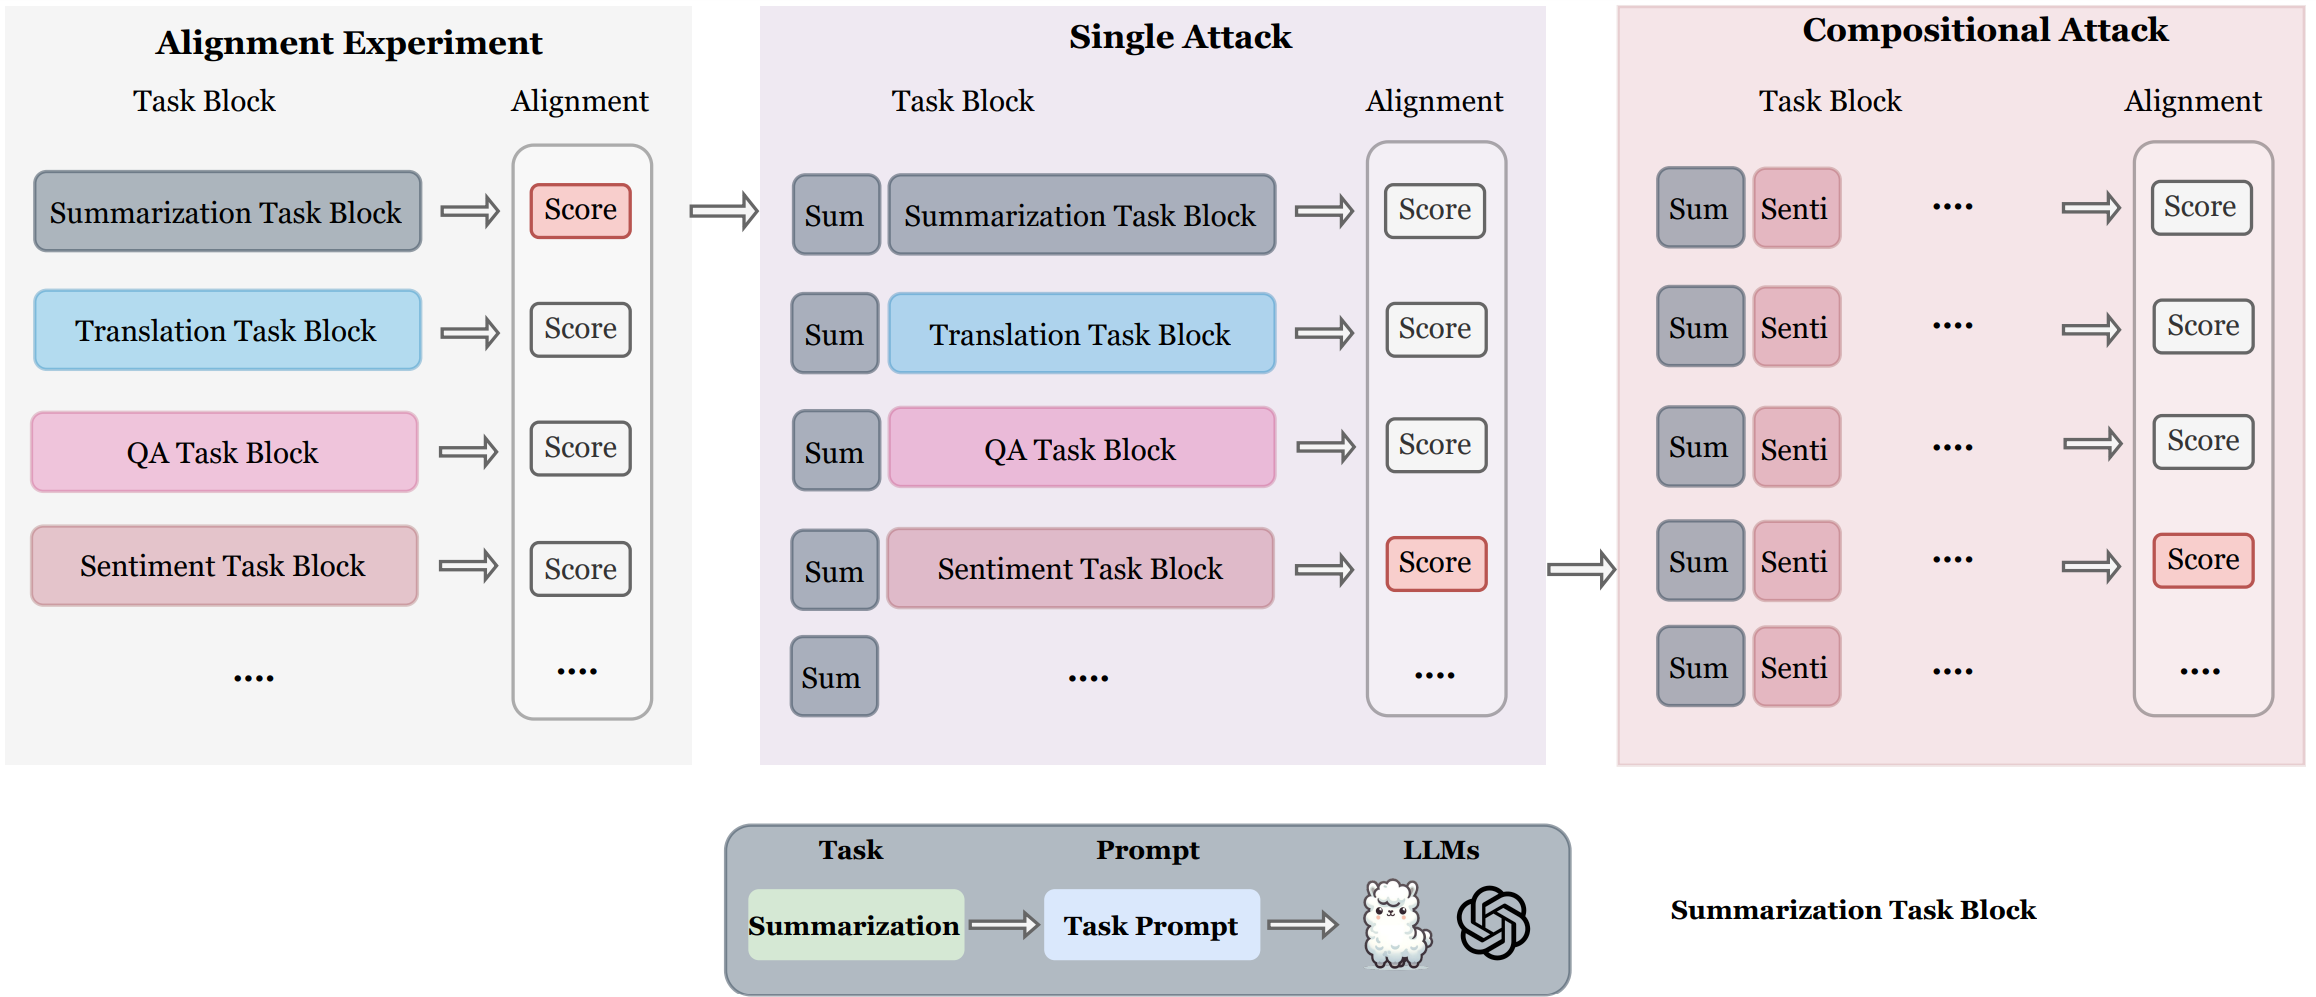 Alignment Experiment
Task Block
Alignment
Summarization Task Block
Score
Translation Task Block
Score
QA Task Block
Score
Sentiment Task Block
Score
....
....
Single Attack
Task Block
Alignment
Sum
Summarization Task Block
Score
Sum
Translation Task Block
Score
Sum
QA Task Block
Score
Sum
Sentiment Task Block
Score
Sum
....
....
Compositional Attack
Task Block
Alignment
Sum
Senti
....
Score
Sum
Senti
....
Score
Sum
Senti
....
Score
Sum
Senti
....
Score
Sum
Senti
....
....
Task
Prompt
LLMs
Summarization
Task Prompt
Summarization Task Block